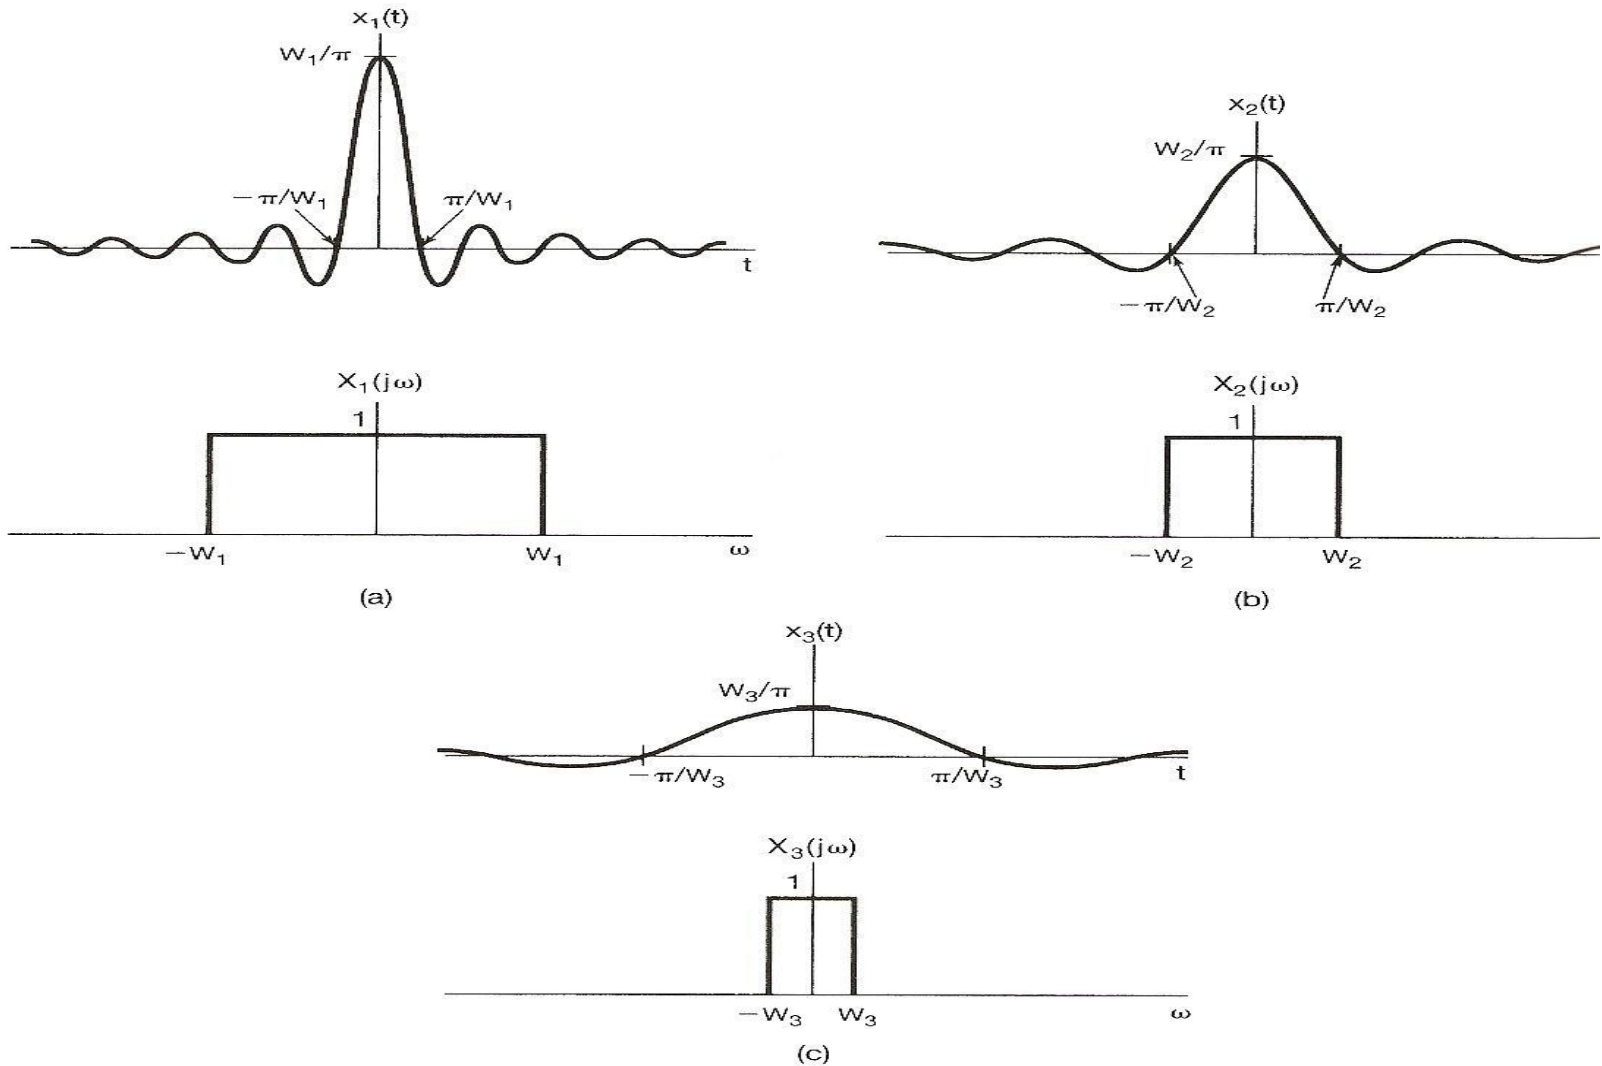 x₁(t)
W₁/π
−π/W₁ π/W₁
t
X₁(jω)
1
−W₁ W₁ ω
(a)
x₂(t)
W₂/π
−π/W₂ π/W₂
X₂(jω)
1
−W₂ W₂
(b)
x₃(t)
W₃/π
−π/W₃ π/W₃ t
X₃(jω)
1
−W₃ W₃ ω
(c)